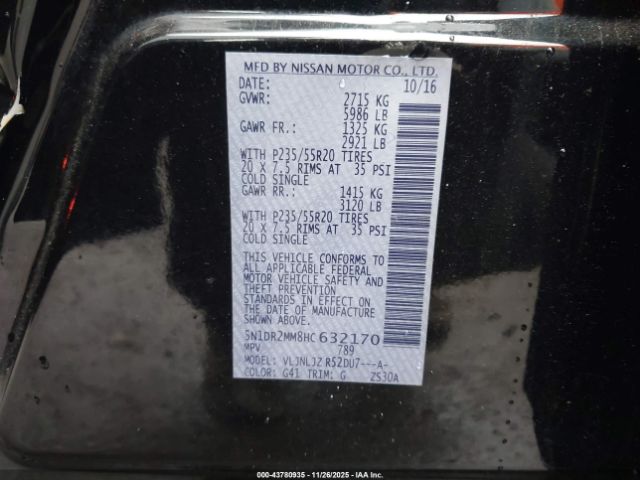 MFD BY NISSAN MOTOR CO., LTD.
DATE: 10/16
GVWR: 2715 KG
5986 LB
GAWR FR.: 1325 KG
2921 LB
WITH P235/55R20 TIRES
20 X 7.5 RIMS AT 35 PSI
COLD SINGLE
GAWR RR.: 1415 KG
3120 LB
WITH P235/55R20 TIRES
20 X 7.5 RIMS AT 35 PSI
COLD SINGLE
THIS VEHICLE CONFORMS TO
ALL APPLICABLE FEDERAL
MOTOR VEHICLE SAFETY AND
THEFT PREVENTION
STANDARDS IN EFFECT ON
THE DATE OF MANUFACTURE
SHOWN ABOVE.
5N1DR2MM8HC 632170
MPV 789
MODEL: VLJNLJZ R52DU7---A-
COLOR: G41 TRIM: G ZS30A
000-43780935 - 11/26/2025 - IAA Inc.